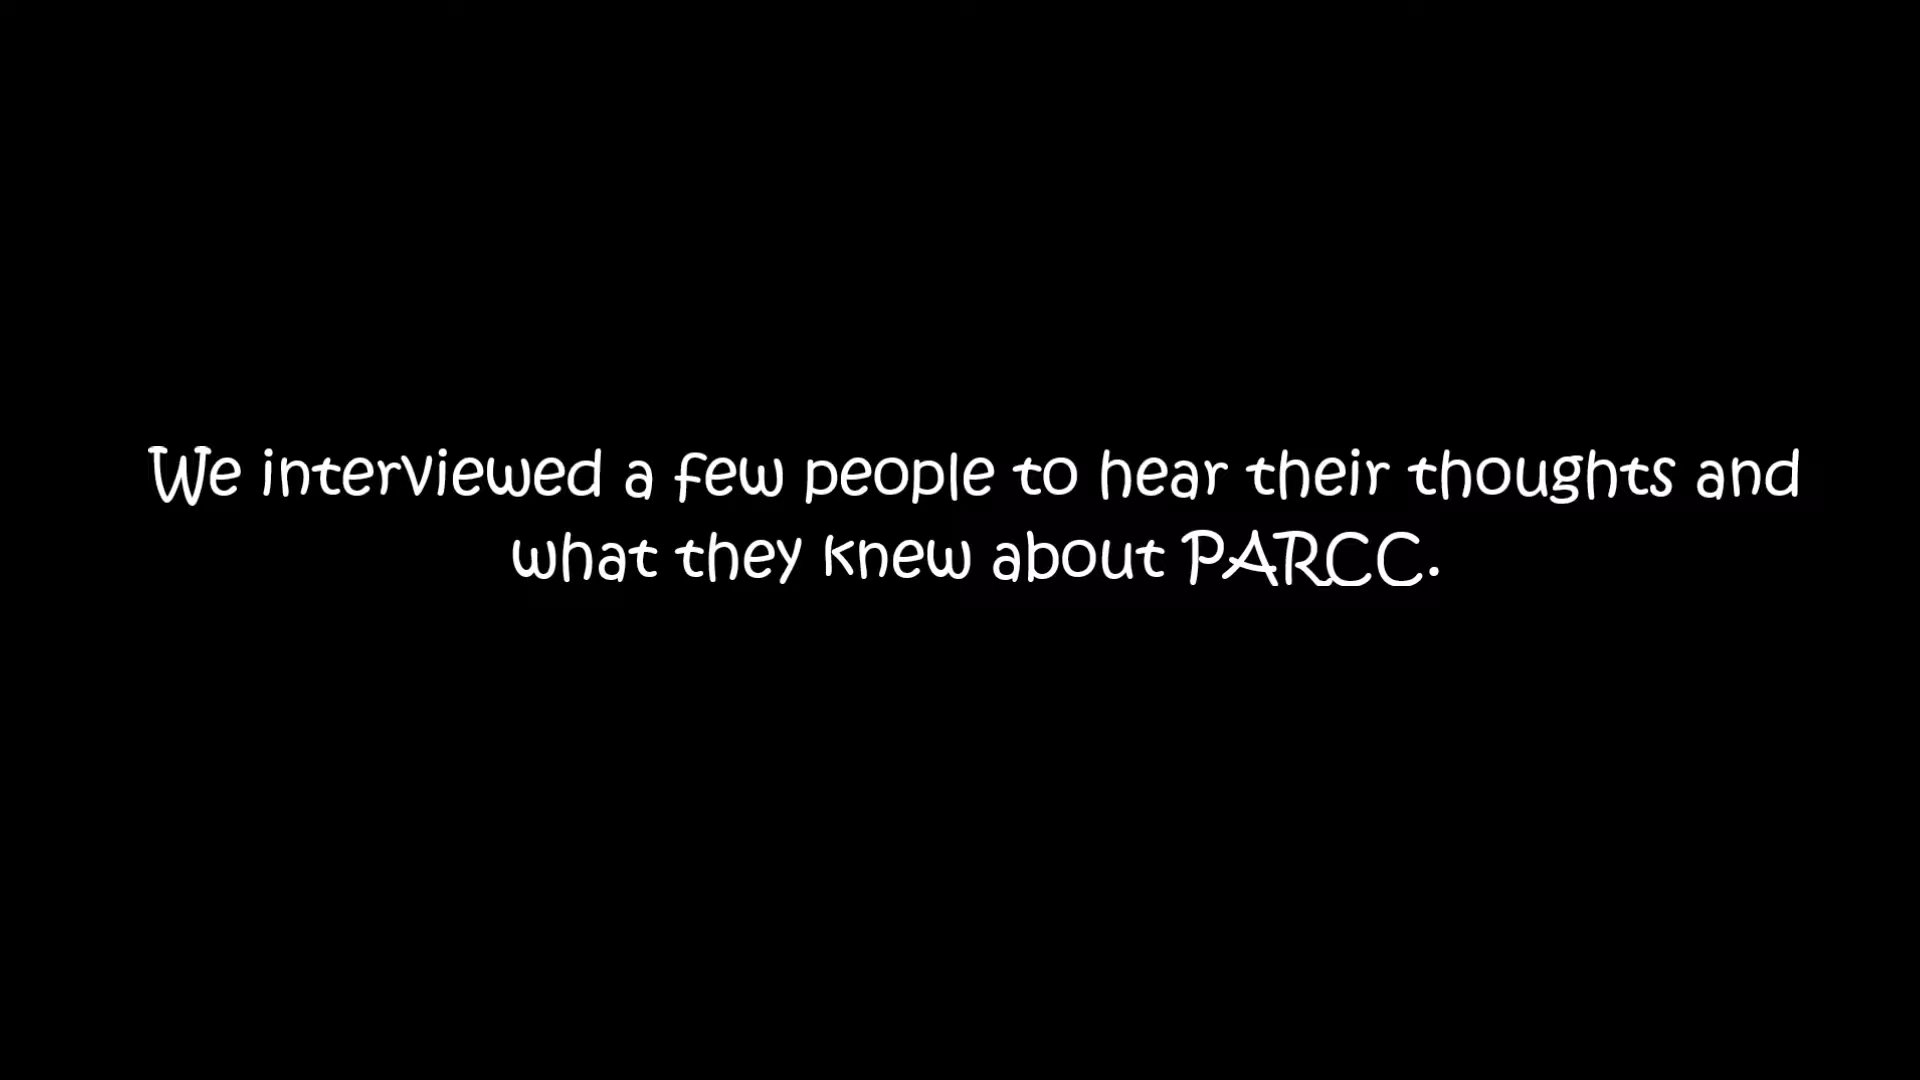 We interviewed a few people to hear their thoughts and
what they knew about PARCC.